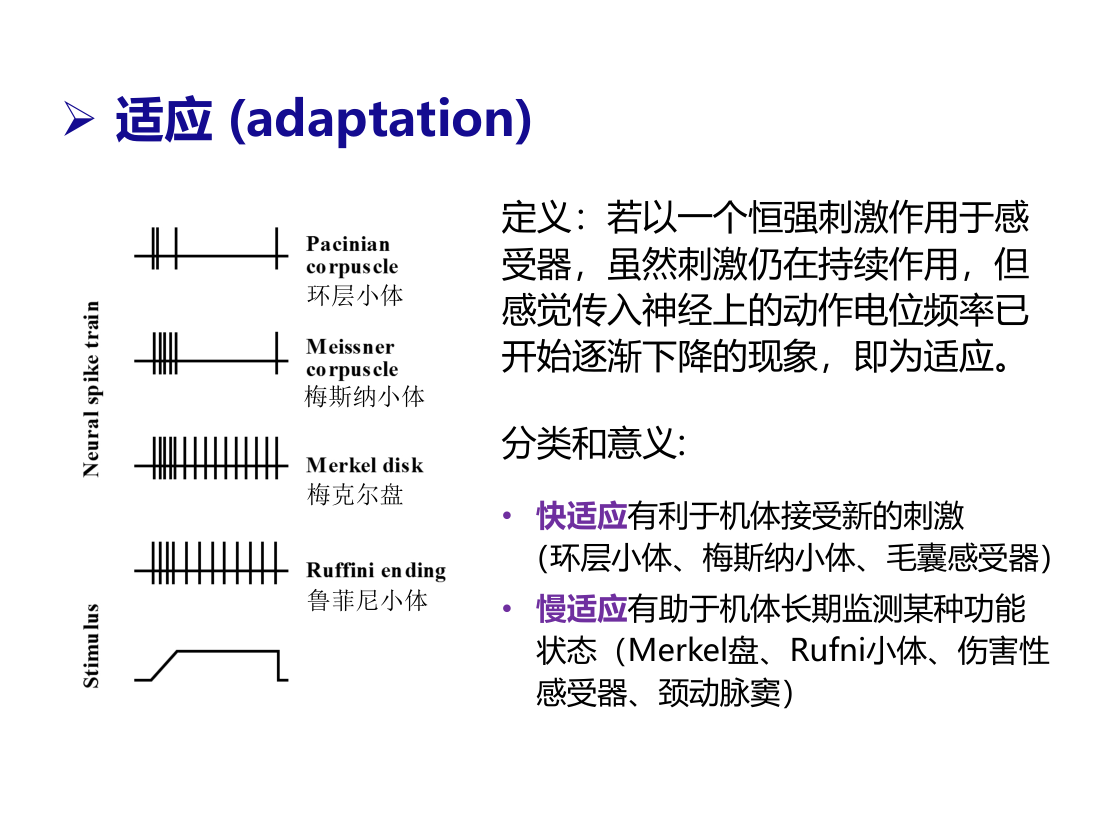 ➢ 适应 (adaptation)
Neural spike train
Stimulus
Pacinian
corpuscle
环层小体
Meissner
corpuscle
梅斯纳小体
Merkel disk
梅克尔盘
Ruffini ending
鲁菲尼小体
定义：若以一个恒强刺激作用于感
受器，虽然刺激仍在持续作用，但
感觉传入神经上的动作电位频率已
开始逐渐下降的现象，即为适应。
分类和意义:
• 快适应有利于机体接受新的刺激
（环层小体、梅斯纳小体、毛囊感受器）
• 慢适应有助于机体长期监测某种功能
状态（Merkel盘、Rufni小体、伤害性
感受器、颈动脉窦）